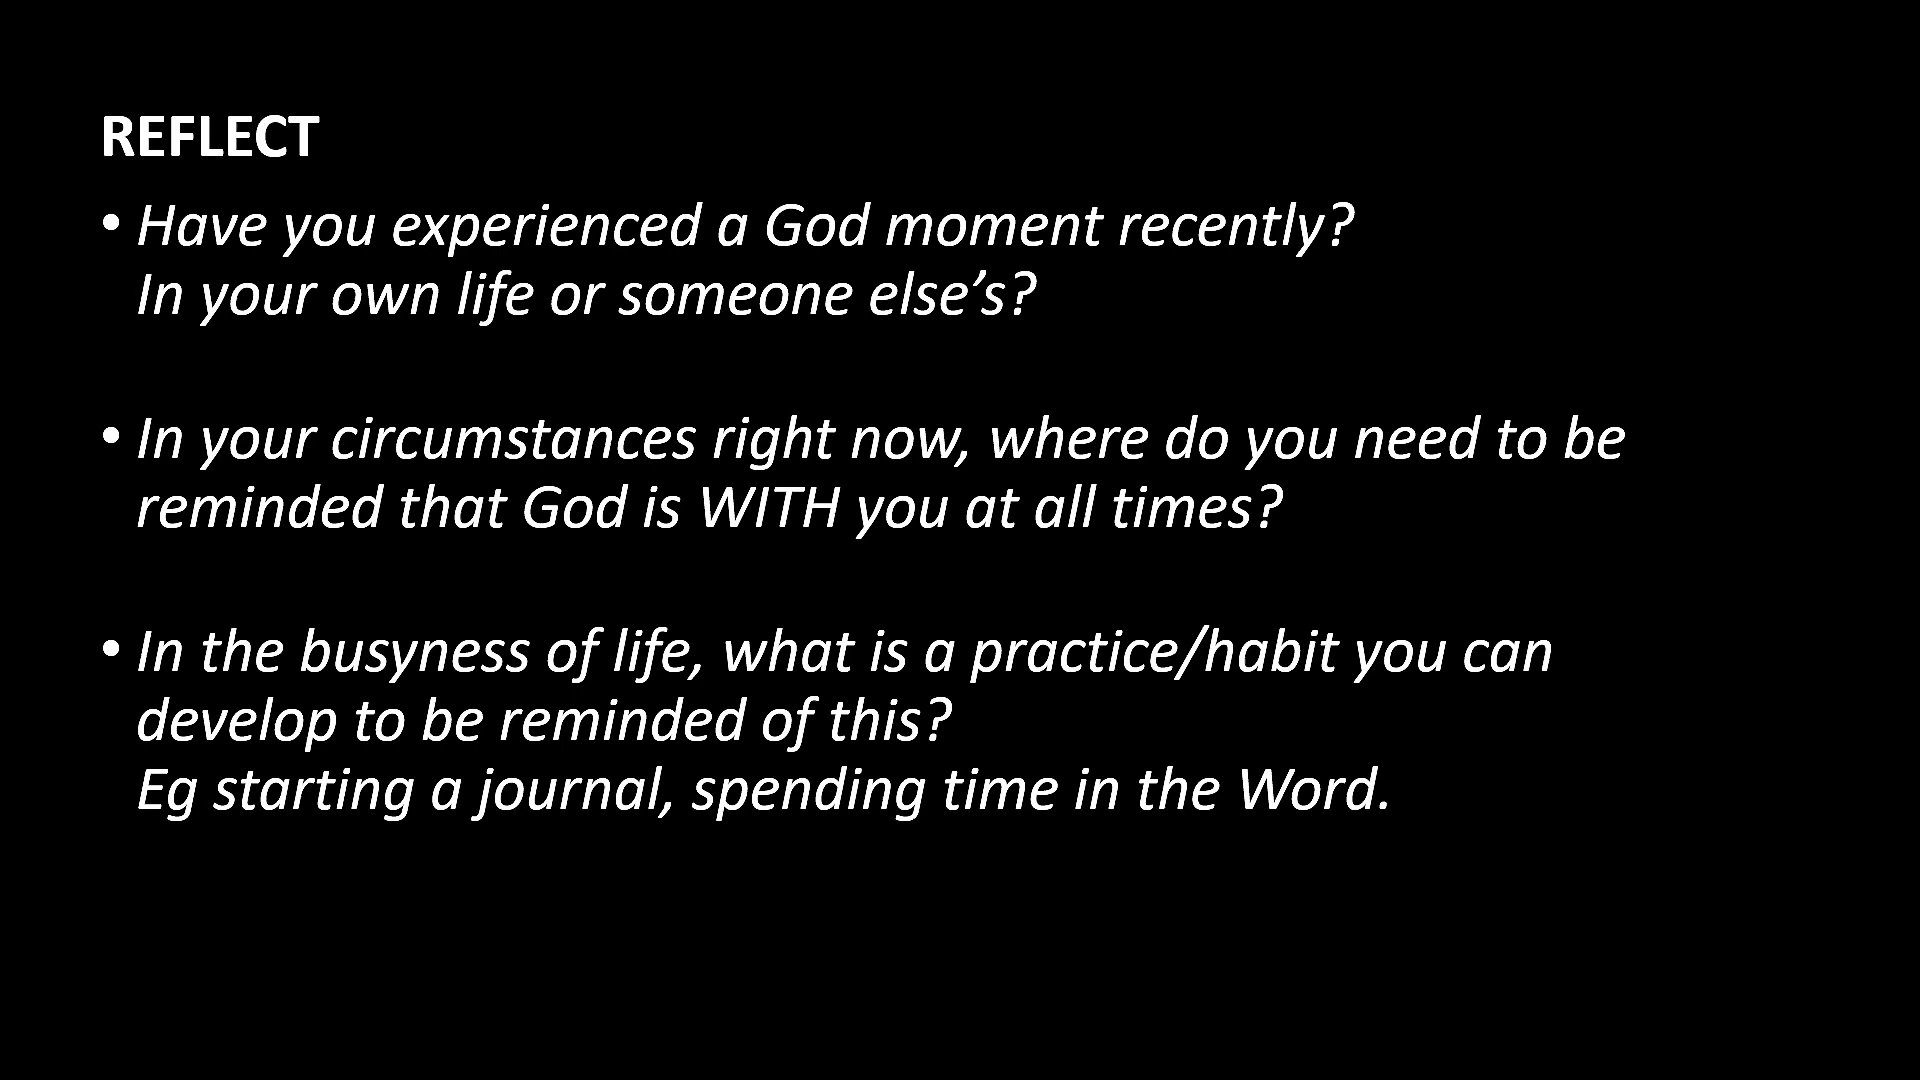 REFLECT
• Have you experienced a God moment recently?
In your own life or someone else’s?
• In your circumstances right now, where do you need to be
reminded that God is WITH you at all times?
• In the busyness of life, what is a practice/habit you can
develop to be reminded of this?
Eg starting a journal, spending time in the Word.